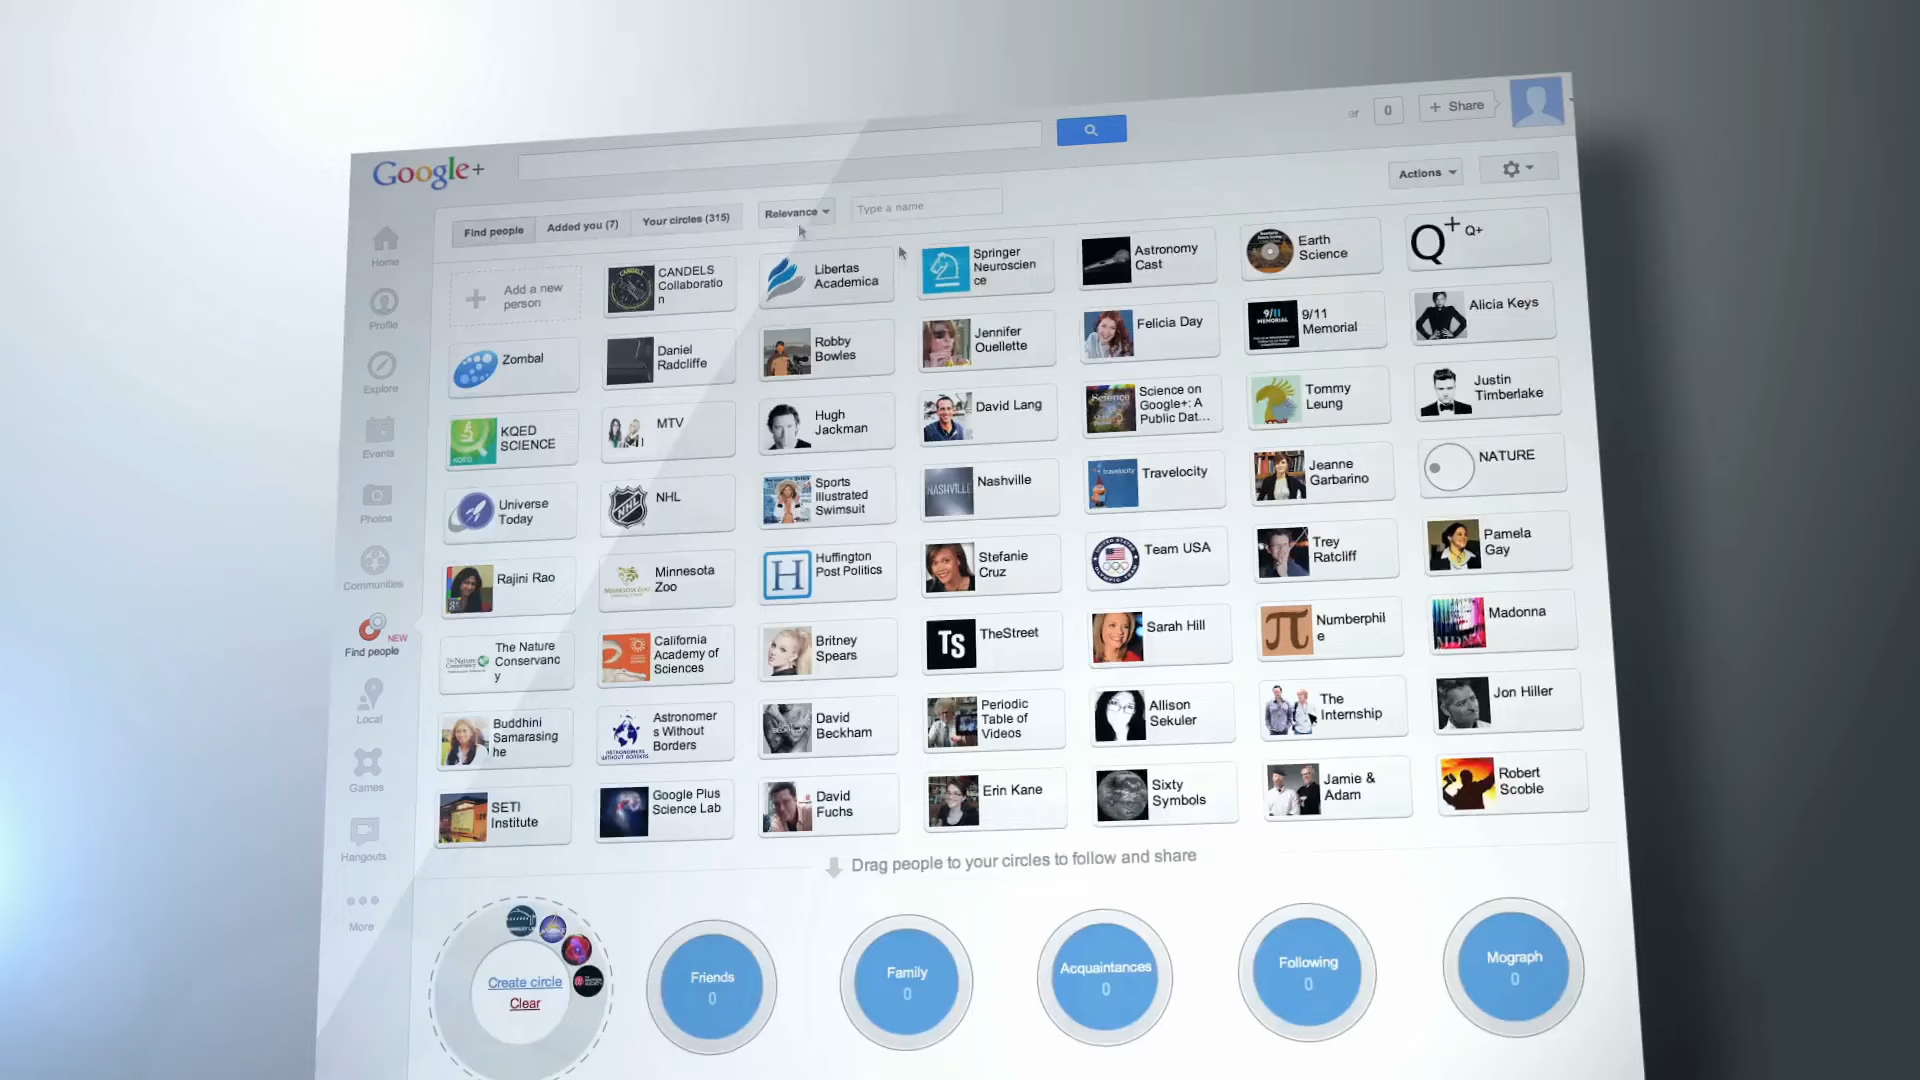 Google+
0
+ Share
Actions
Find people
Added you (7)
Your circles (315)
Relevance
Type a name
Home
Profile
Explore
Events
Photos
Communities
NEW
Find people
Local
Games
Hangouts
More
Add a new
person
CANDELS
Collaboratio
n
Libertas
Academica
Springer
Neuroscien
ce
Astronomy
Cast
Earth
Science
Q+
Q+
Zombal
Daniel
Radcliffe
Robby
Bowles
Jennifer
Ouellette
Felicia Day
9/11
MEMORIAL
9/11
Memorial
Alicia Keys
KQED
SCIENCE
MTV
Hugh
Jackman
David Lang
Science on
Google+: A
Public Dat...
Tommy
Leung
Justin
Timberlake
Universe
Today
NHL
NHL
Sports
Illustrated
Swimsuit
NASHVILLE
Nashville
travelocity
Travelocity
Jeanne
Garbarino
NATURE
Rajini Rao
Minnesota
Zoo
H
Huffington
Post Politics
Stefanie
Cruz
Team USA
Trey
Ratcliff
Pamela
Gay
The Nature
Conservanc
y
California
Academy of
Sciences
Britney
Spears
TS
TheStreet
Sarah Hill
π
Numberphil
e
MDNA
Madonna
Buddhini
Samarasing
he
Astronomer
s Without
Borders
David
Beckham
Periodic
Table of
Videos
Allison
Sekuler
The
Internship
Jon Hiller
SETI
Institute
Google Plus
Science Lab
David
Fuchs
Erin Kane
Sixty
Symbols
Jamie &
Adam
Robert
Scoble
Drag people to your circles to follow and share
Create circle
Clear
Friends
0
Family
0
Acquaintances
0
Following
0
Mograph
0